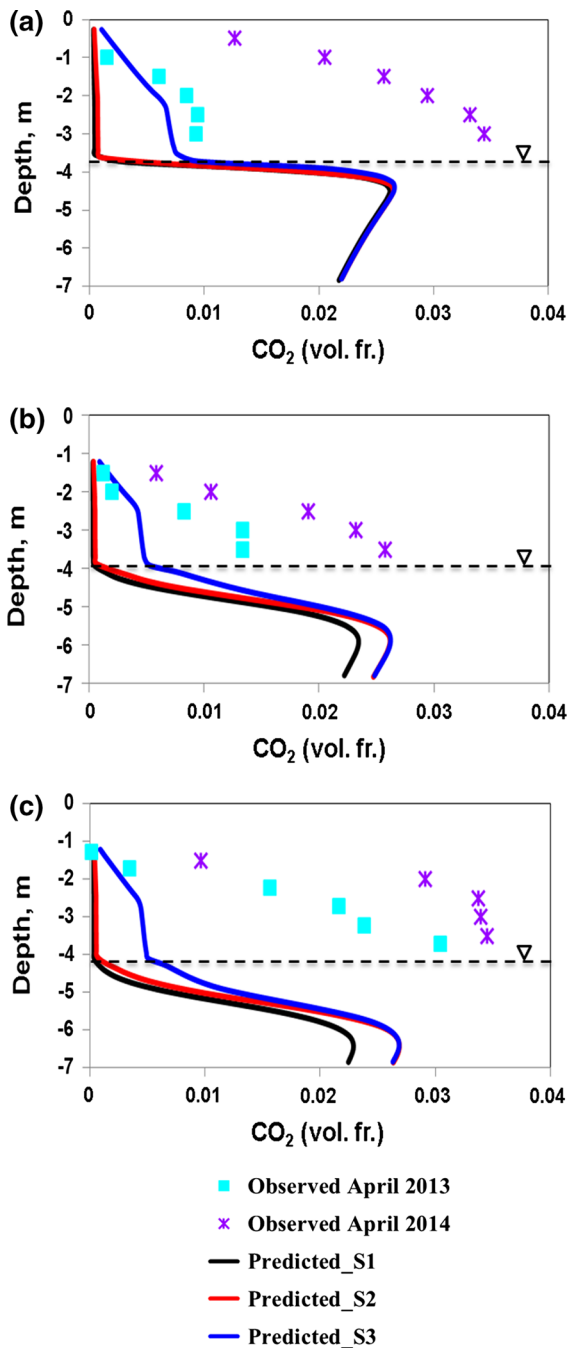 (a)
0
-1
-2
-3
-4
-5
-6
-7
Depth, m
0 0.01 0.02 0.03 0.04
CO₂ (vol. fr.)
(b)
0
-1
-2
-3
-4
-5
-6
-7
Depth, m
0 0.01 0.02 0.03 0.04
CO₂ (vol. fr.)
(c)
0
-1
-2
-3
-4
-5
-6
-7
Depth, m
0 0.01 0.02 0.03 0.04
CO₂ (vol. fr.)
Observed April 2013
Observed April 2014
Predicted_S1
Predicted_S2
Predicted_S3